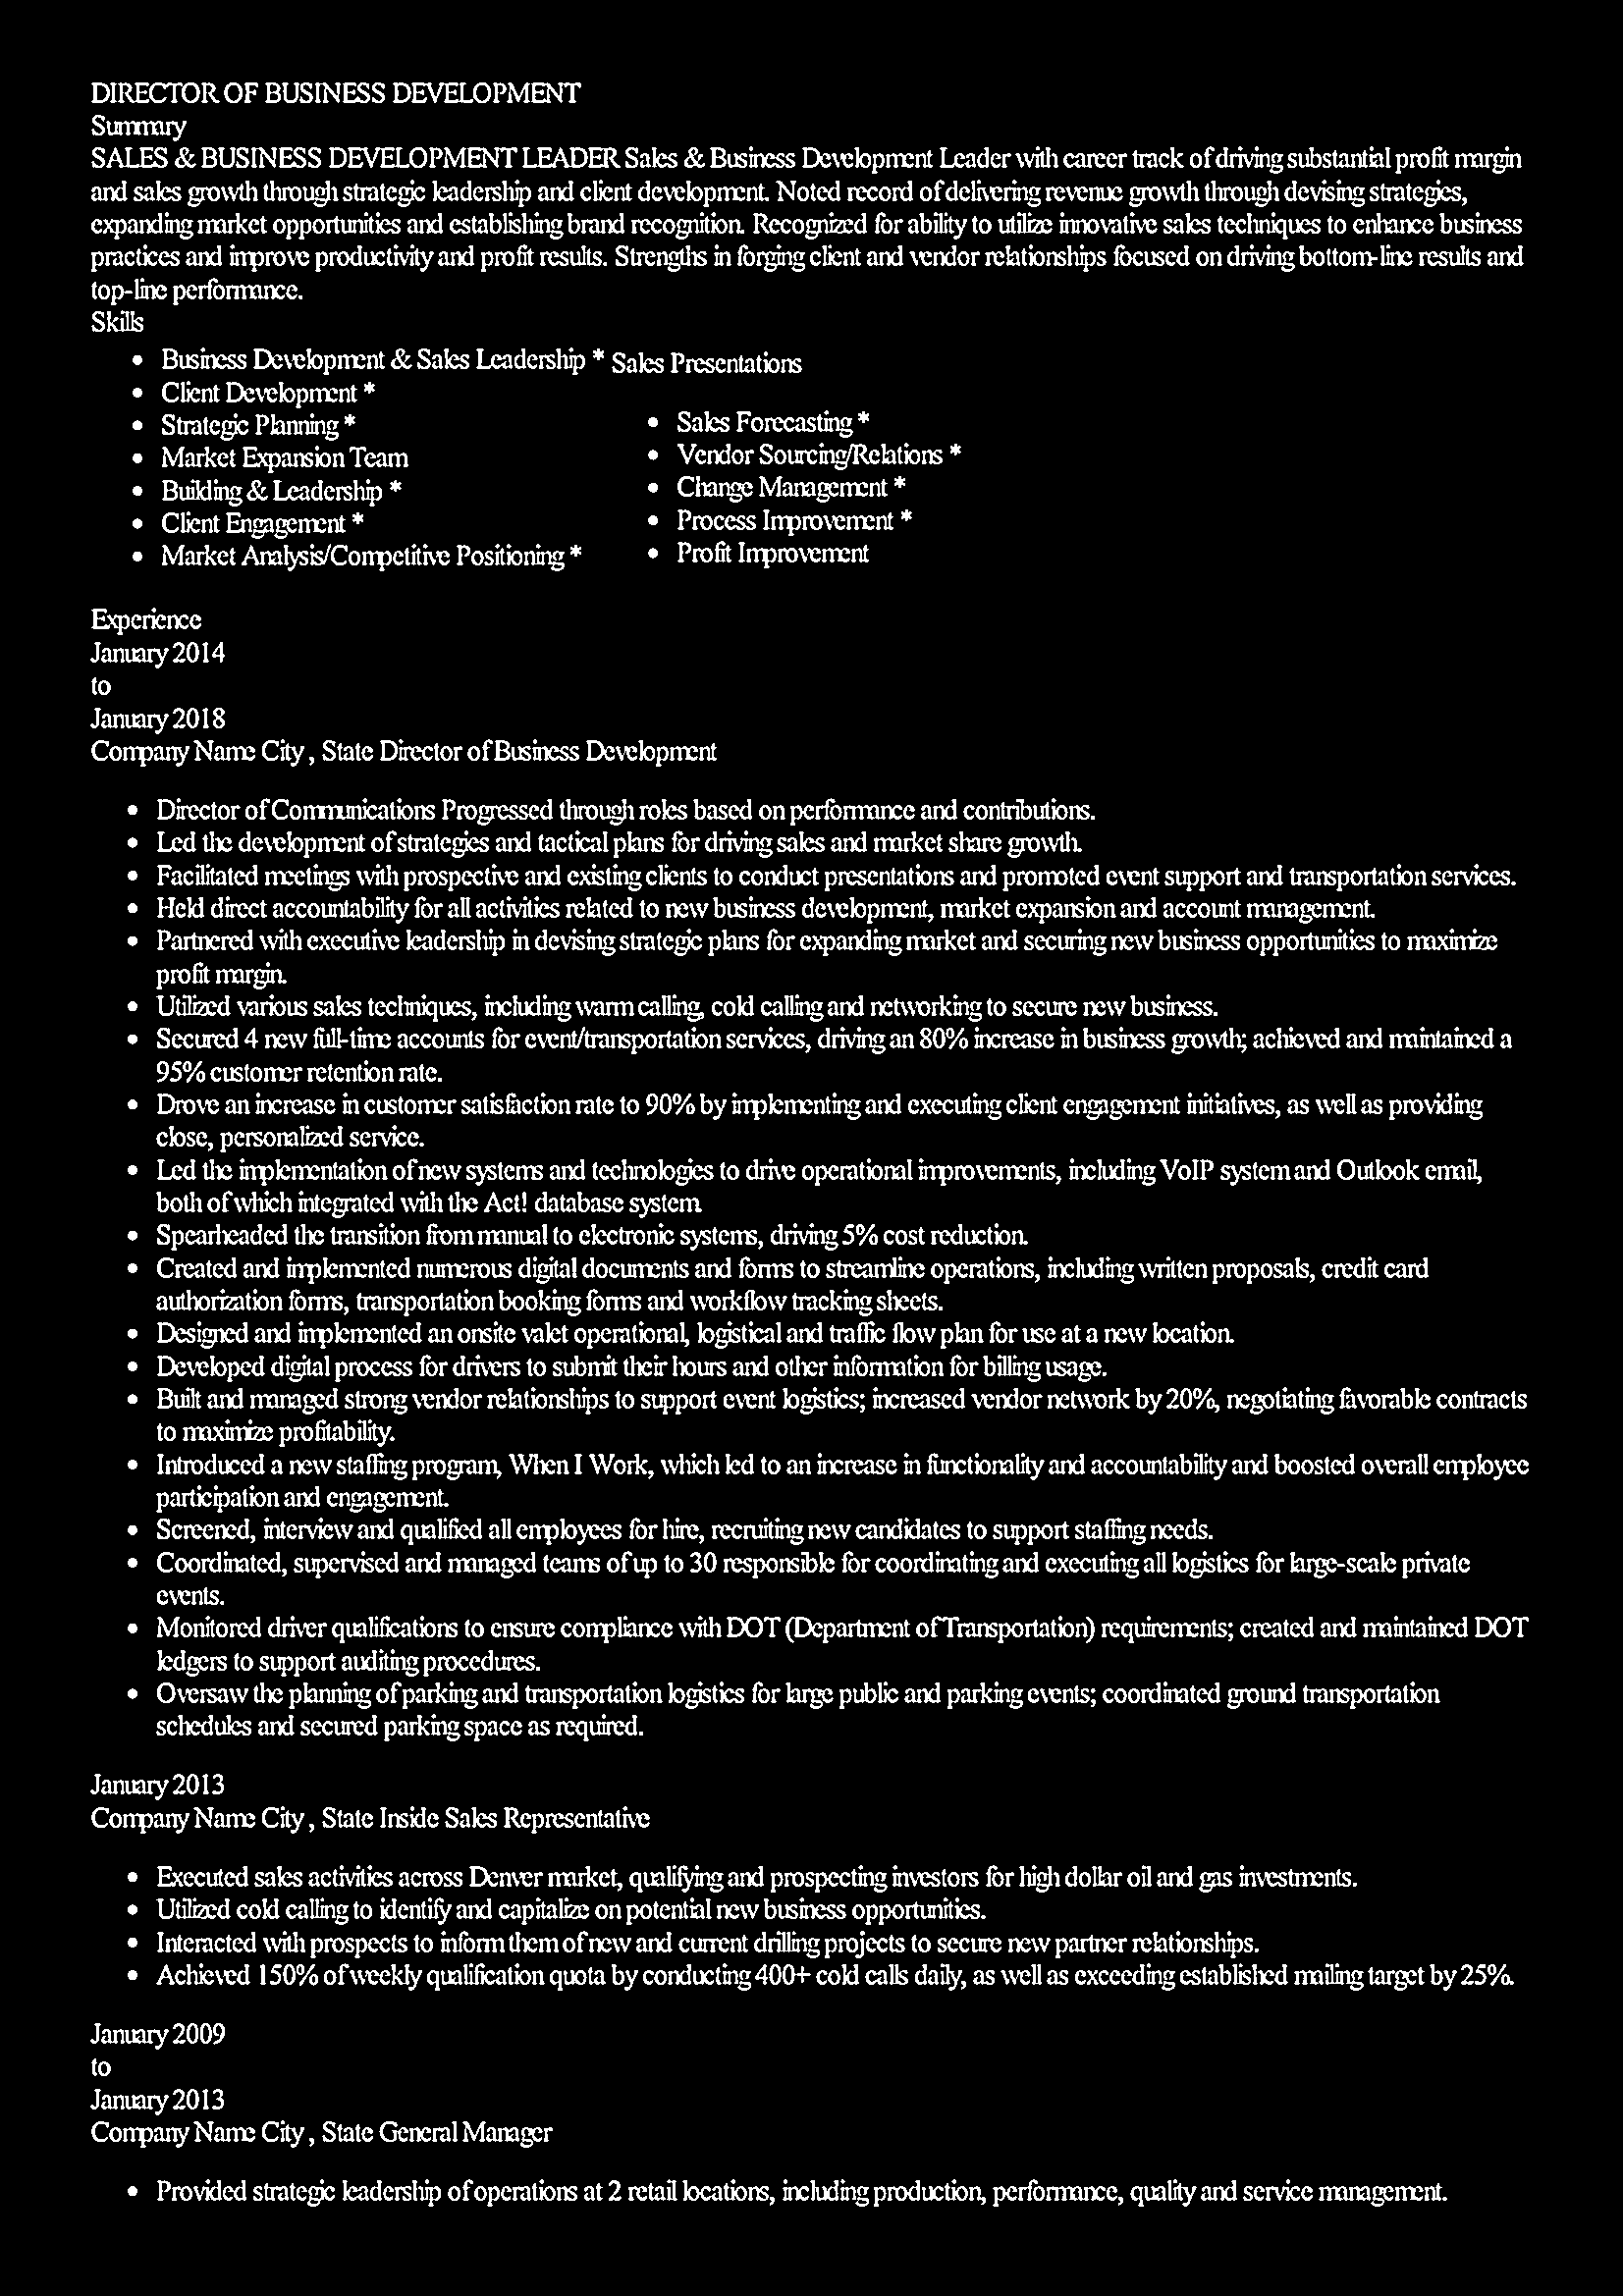 DIRECTOR OF BUSINESS DEVELOPMENT
Summary
SALES & BUSINESS DEVELOPMENT LEADER Sales & Business Development Leader with career track of driving substantial profit margin
and sales growth through strategic leadership and client development. Noted record of delivering revenue growth through devising strategies,
expanding market opportunities and establishing brand recognition. Recognized for ability to utilize innovative sales techniques to enhance business
practices and improve productivity and profit results. Strengths in forging client and vendor relationships focused on driving bottom-line results and
top-line performance.
Skills
• Business Development & Sales Leadership * Sales Presentations
• Client Development *
• Strategic Planning *
• Market Expansion Team
• Building & Leadership *
• Client Engagement *
• Market Analysis/Competitive Positioning *
• Sales Forecasting *
• Vendor Sourcing/Relations *
• Change Management *
• Process Improvement *
• Profit Improvement
Experience
January 2014
to
January 2018
Company Name City , State Director of Business Development
• Director of Communications Progressed through roles based on performance and contributions.
• Led the development of strategies and tactical plans for driving sales and market share growth.
• Facilitated meetings with prospective and existing clients to conduct presentations and promoted event support and transportation services.
• Held direct accountability for all activities related to new business development, market expansion and account management.
• Partnered with executive leadership in devising strategic plans for expanding market and securing new business opportunities to maximize
profit margin.
• Utilized various sales techniques, including warm calling, cold calling and networking to secure new business.
• Secured 4 new full-time accounts for event/transportation services, driving an 80% increase in business growth; achieved and maintained a
95% customer retention rate.
• Drove an increase in customer satisfaction rate to 90% by implementing and executing client engagement initiatives, as well as providing
close, personalized service.
• Led the implementation of new systems and technologies to drive operational improvements, including VoIP system and Outlook email,
both of which integrated with the Act! database system.
• Spearheaded the transition from manual to electronic systems, driving 5% cost reduction.
• Created and implemented numerous digital documents and forms to streamline operations, including written proposals, credit card
authorization forms, transportation booking forms and workflow tracking sheets.
• Designed and implemented an onsite valet operational, logistical and traffic flow plan for use at a new location.
• Developed digital process for drivers to submit their hours and other information for billing usage.
• Built and managed strong vendor relationships to support event logistics; increased vendor network by 20%, negotiating favorable contracts
to maximize profitability.
• Introduced a new staffing program, When I Work, which led to an increase in functionality and accountability and boosted overall employee
participation and engagement.
• Screened, interview and qualified all employees for hire, recruiting new candidates to support staffing needs.
• Coordinated, supervised and managed teams of up to 30 responsible for coordinating and executing all logistics for large-scale private
events.
• Monitored driver qualifications to ensure compliance with DOT (Department of Transportation) requirements; created and maintained DOT
ledgers to support auditing procedures.
• Oversaw the planning of parking and transportation logistics for large public and parking events; coordinated ground transportation
schedules and secured parking space as required.
January 2013
Company Name City , State Inside Sales Representative
• Executed sales activities across Denver market, qualifying and prospecting investors for high dollar oil and gas investments.
• Utilized cold calling to identify and capitalize on potential new business opportunities.
• Interacted with prospects to inform them of new and current drilling projects to secure new partner relationships.
• Achieved 150% of weekly qualification quota by conducting 400+ cold calls daily, as well as exceeding established mailing target by 25%.
January 2009
to
January 2013
Company Name City , State General Manager
• Provided strategic leadership of operations at 2 retail locations, including production, performance, quality and service management.